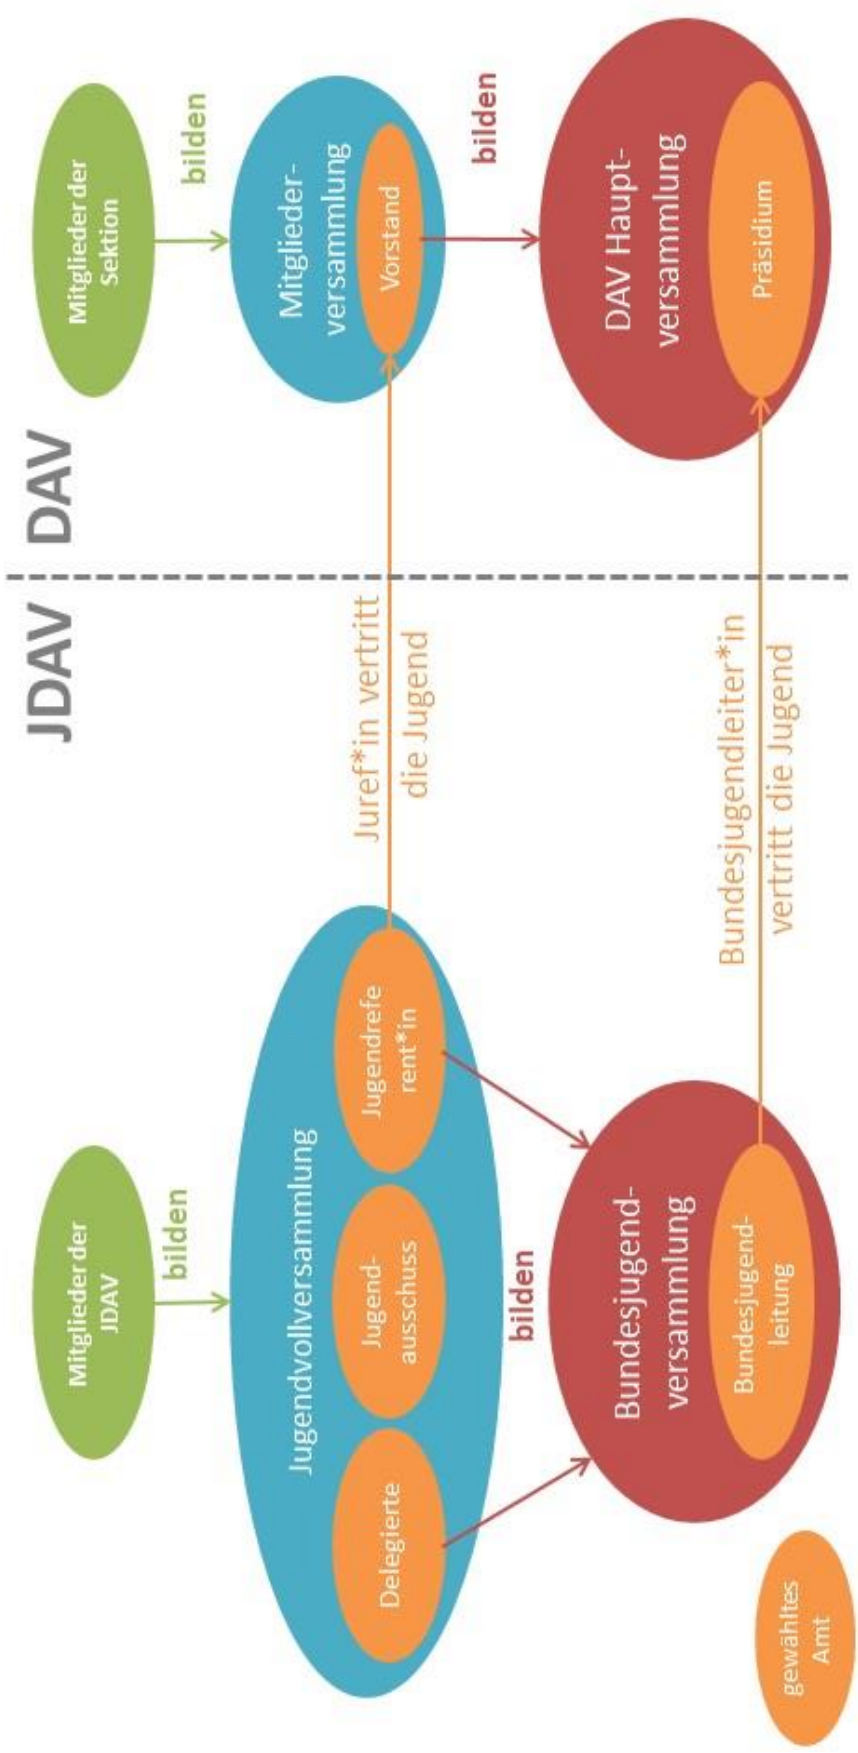 JDAV
DAV
Mitglieder der
JDAV
bilden
Jugendvollversammlung
Delegierte
Jugend-
ausschuss
Jugendrefe
rent*in
bilden
Bundesjugend-
versammlung
Bundesjugend-
leitung
gewähltes
Amt
Juref*in vertritt
die Jugend
Bundesjugendleiter*in
vertritt die Jugend
Mitglieder der
Sektion
bilden
Mitglieder-
versammlung
Vorstand
bilden
DAV Haupt-
versammlung
Präsidium